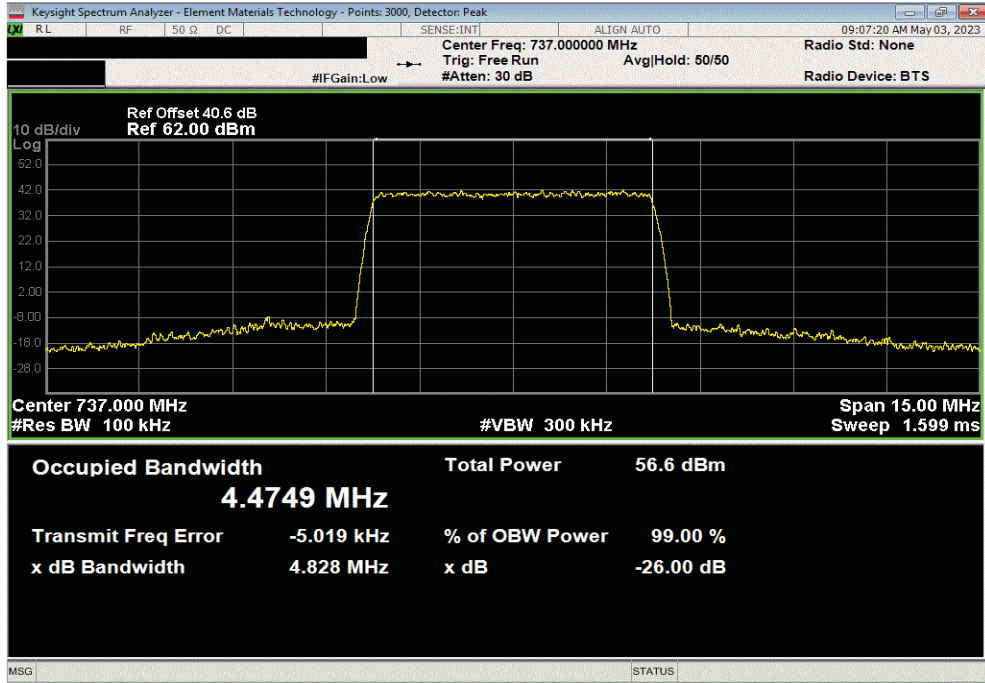 Keysight Spectrum Analyzer - Element Materials Technology - Points: 3000, Detector: Peak
LXI RL RF 50 Ω DC SENSE:INT ALIGN AUTO 09:07:20 AM May 03, 2023
Center Freq: 737.000000 MHz Radio Std: None
Trig: Free Run Avg|Hold: 50/50
#IFGain:Low #Atten: 30 dB Radio Device: BTS
Ref Offset 40.6 dB
10 dB/div Ref 62.00 dBm
Log
52.0
42.0
32.0
22.0
12.0
2.00
-8.00
-18.0
-28.0
Center 737.000 MHz Span 15.00 MHz
#Res BW 100 kHz #VBW 300 kHz Sweep 1.599 ms
Occupied Bandwidth Total Power 56.6 dBm
4.4749 MHz
Transmit Freq Error -5.019 kHz % of OBW Power 99.00 %
x dB Bandwidth 4.828 MHz x dB -26.00 dB
MSG STATUS